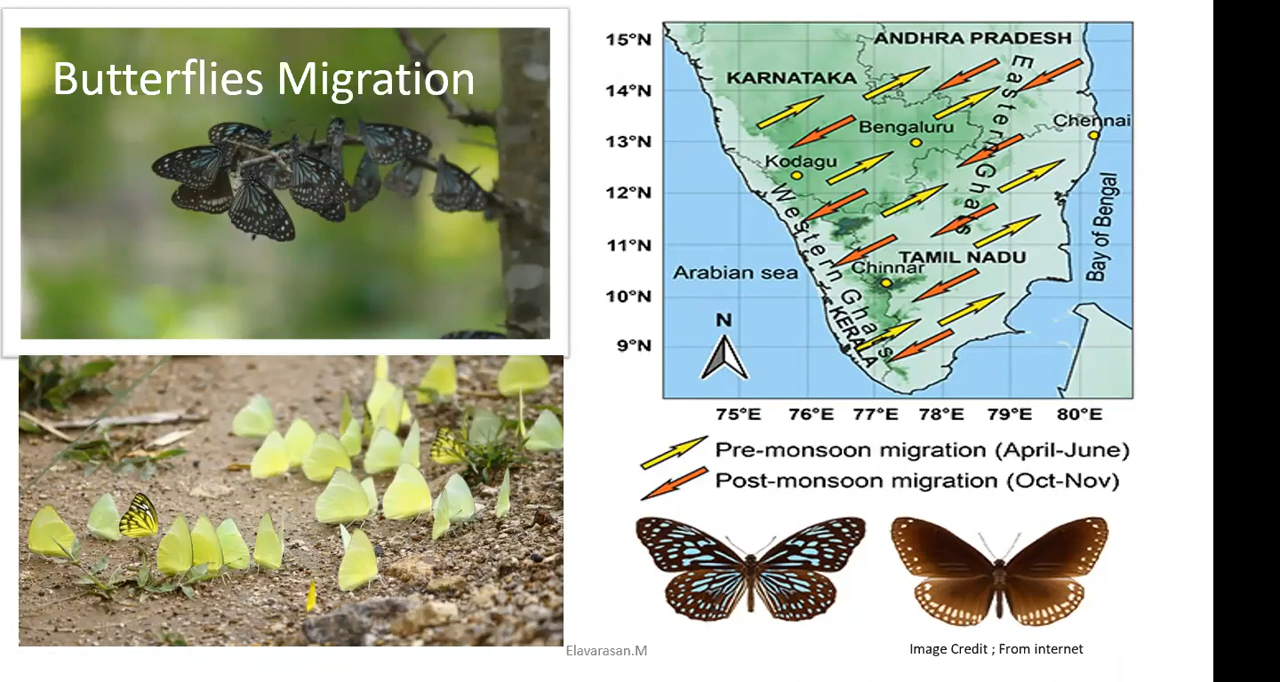 Butterflies Migration
15°N
14°N
13°N
12°N
11°N
10°N
9°N
ANDHRA PRADESH
KARNATAKA
Eastern Ghats
Chennai
Bengaluru
Kodagu
Western Ghats
Bay of Bengal
TAMIL NADU
Arabian sea
Chinnar
KERALA
N
75°E 76°E 77°E 78°E 79°E 80°E
Pre-monsoon migration (April-June)
Post-monsoon migration (Oct-Nov)
Elavarasan.M
Image Credit ; From internet